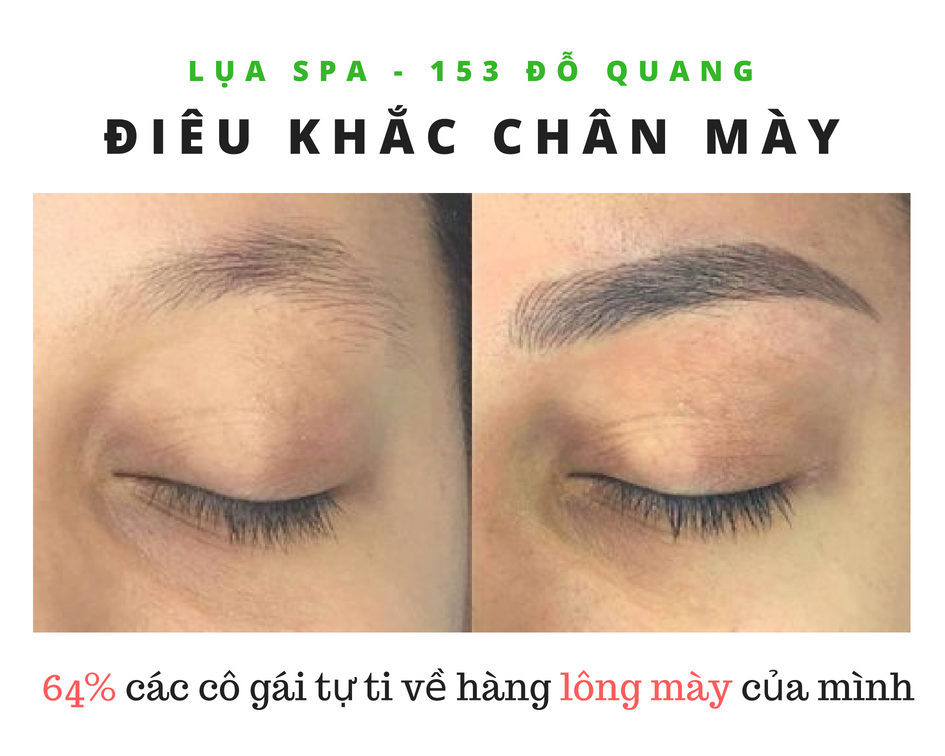 LỤA SPA - 153 ĐỖ QUANG
ĐIÊU KHẮC CHÂN MÀY
64% các cô gái tự ti về hàng lông mày của mình